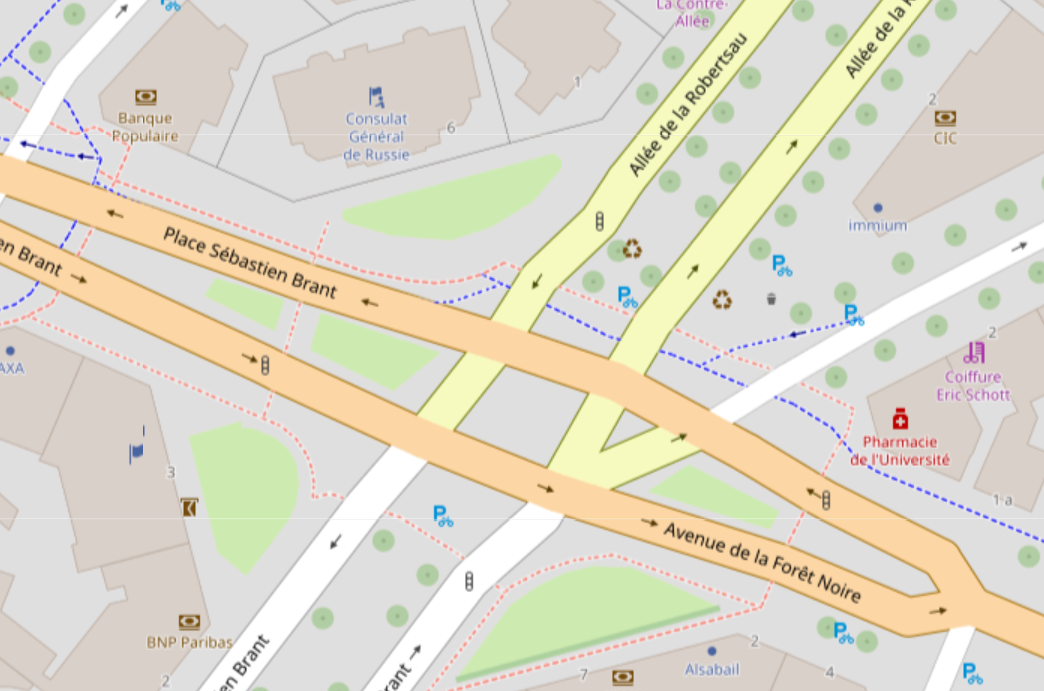 La Contre-
Allée
Allée de la Robertsau
Allée de la R
1
2
CIC
Banque
Populaire
Consulat
Général
de Russie
6
immium
Place Sébastien Brant
en Brant
2
Coiffure
Eric Schott
AXA
Pharmacie
de l'Université
3
1 a
Avenue de la Forêt Noire
BNP Paribas
2
en Brant
rant
7
2
Alsabail
4